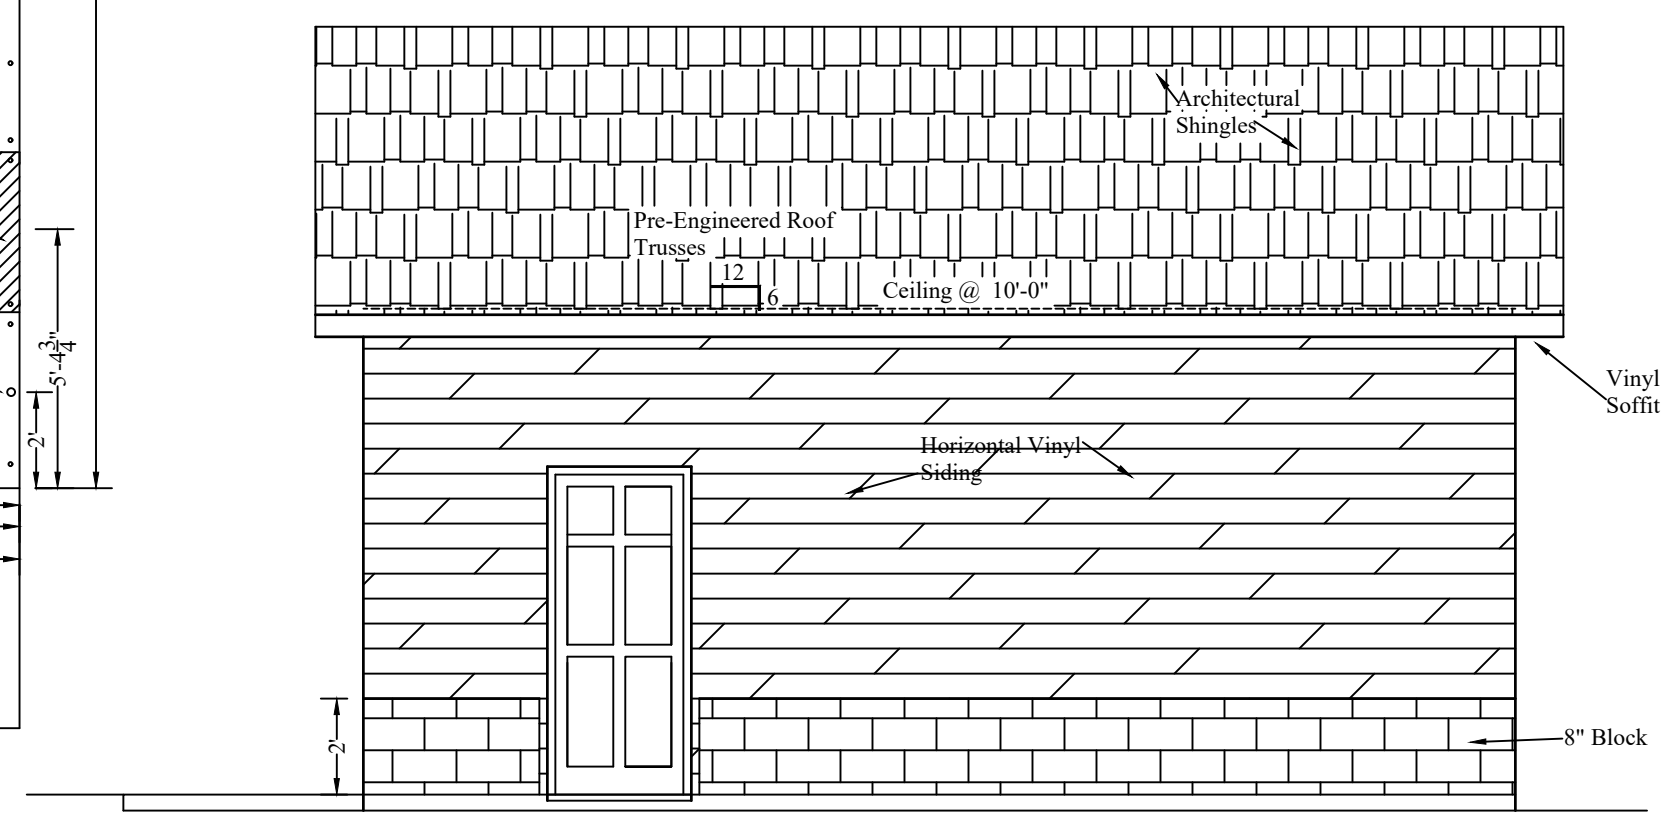 Architectural
Shingles
Pre-Engineered Roof
Trusses
12
6
Ceiling @ 10'-0"
5'-4 3/4"
2'
Vinyl
Soffit
Horizontal Vinyl
Siding
2'
8" Block